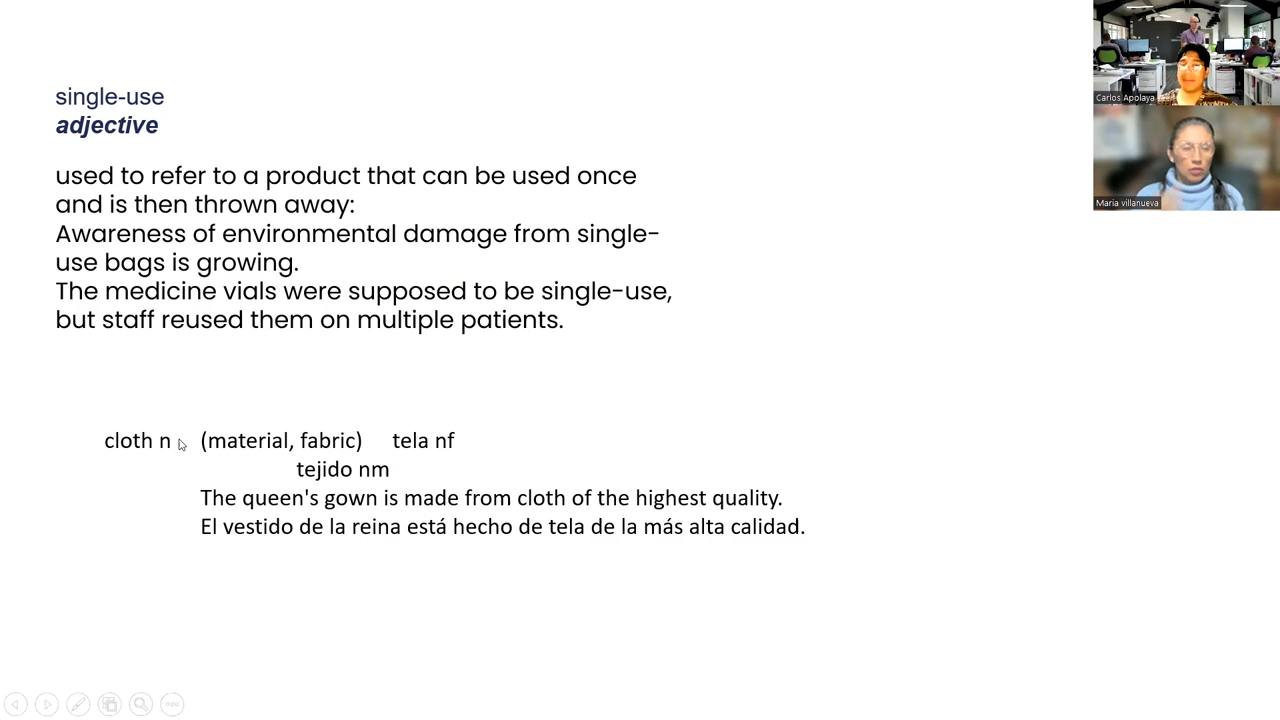 single-use
adjective
used to refer to a product that can be used once
and is then thrown away:
Awareness of environmental damage from single-
use bags is growing.
The medicine vials were supposed to be single-use,
but staff reused them on multiple patients.
cloth n (material, fabric) tela nf
tejido nm
The queen's gown is made from cloth of the highest quality.
El vestido de la reina está hecho de tela de la más alta calidad.
Carlos Apolaya
Maria villanueva